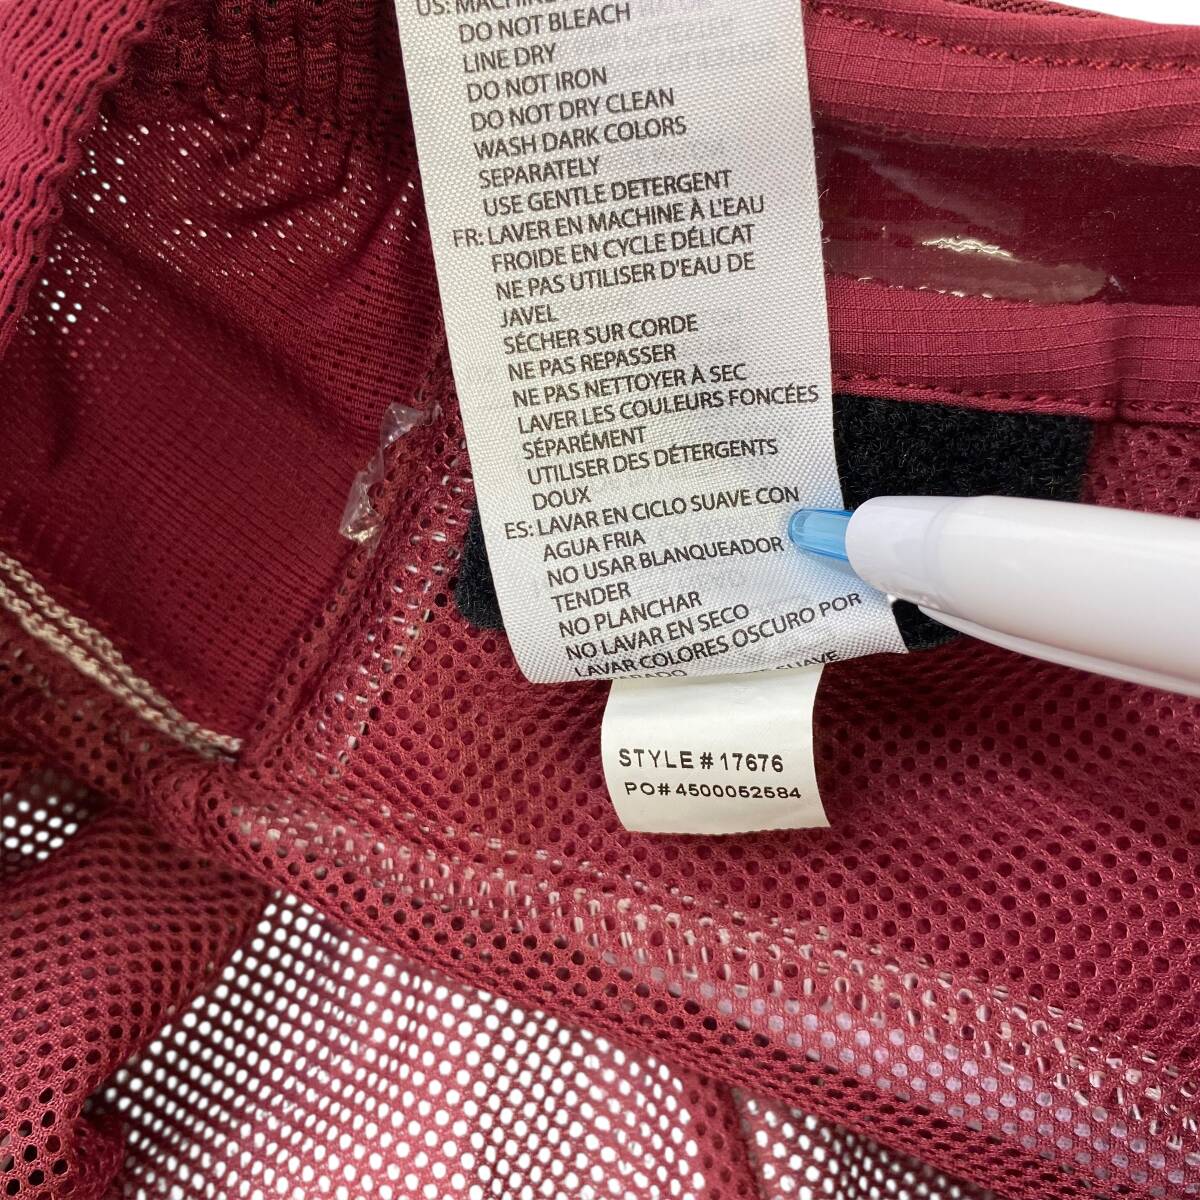 US: MACHINE
DO NOT BLEACH
LINE DRY
DO NOT IRON
DO NOT DRY CLEAN
WASH DARK COLORS
SEPARATELY
USE GENTLE DETERGENT
FR: LAVER EN MACHINE À L'EAU
FROIDE EN CYCLE DÉLICAT
NE PAS UTILISER D'EAU DE
JAVEL
SÉCHER SUR CORDE
NE PAS REPASSER
NE PAS NETTOYER À SEC
LAVER LES COULEURS FONCÉES
SÉPARÉMENT
UTILISER DES DÉTERGENTS
DOUX
ES: LAVAR EN CICLO SUAVE CON
AGUA FRIA
NO USAR BLANQUEADOR
TENDER
NO PLANCHAR
NO LAVAR EN SECO
LAVAR COLORES OSCURO POR
SUAVE
STYLE#17676
PO#4500052584